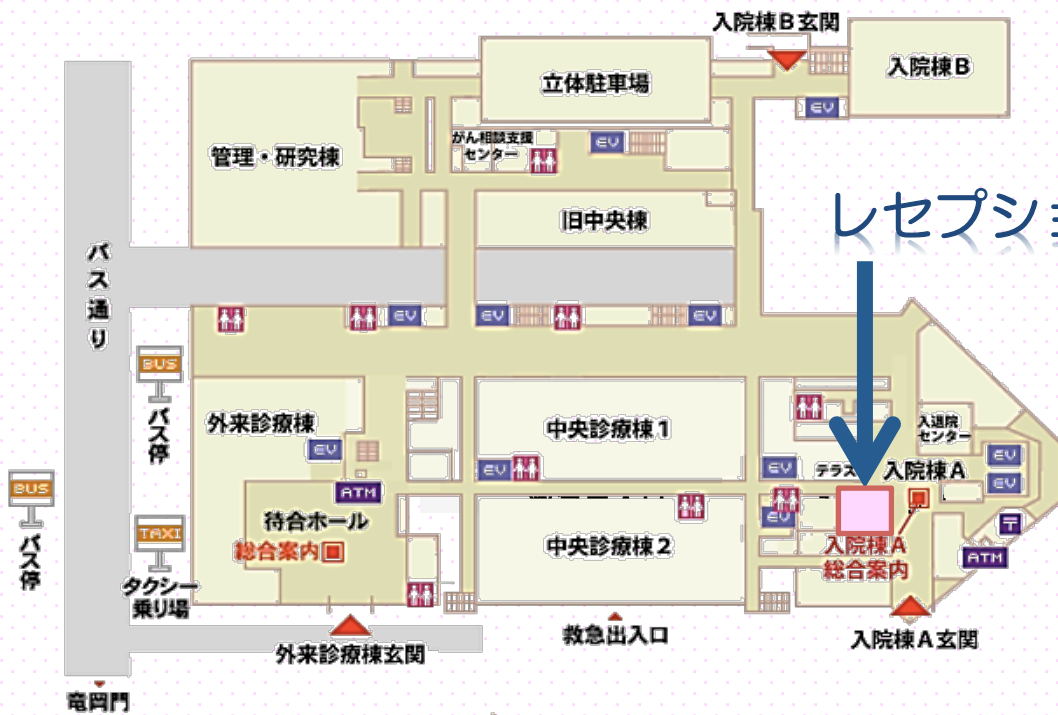 入院棟B玄関
入院棟B
EV
立体駐車場
がん相談支援
センター
EV
管理・研究棟
旧中央棟
レセプショ
バス通り
EV
EV
EV
BUS
バス停
外来診療棟
EV
ATM
待合ホール
総合案内
中央診療棟1
EV
EV
テラス
入院棟A
入退院
センター
EV
EV
BUS
バス停
TAXI
タクシー
乗り場
中央診療棟2
EV
入院棟A
総合案内
〒
ATM
外来診療棟玄関
救急出入口
入院棟A玄関
竜岡門